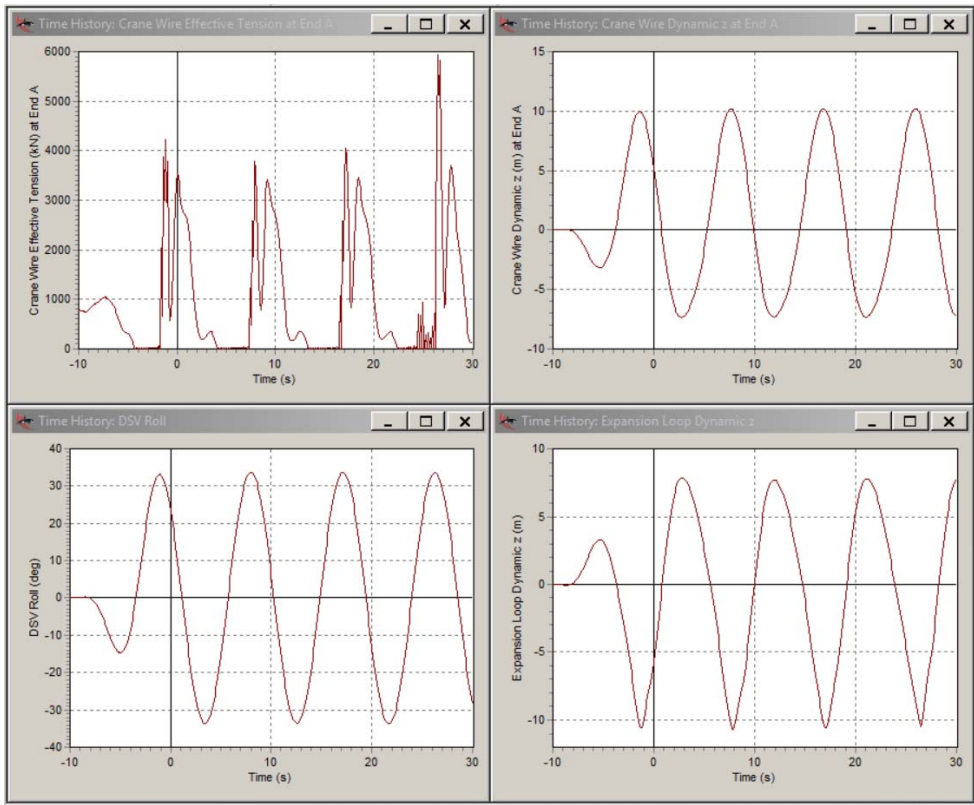 Time History: Crane Wire Effective Tension at End A
Crane Wire Effective Tension (kN) at End A
6000
5000
4000
3000
2000
1000
0
-10 0 10 20 30
Time (s)
Time History: Crane Wire Dynamic z at End A
Crane Wire Dynamic z (m) at End A
15
10
5
0
-5
-10
-10 0 10 20 30
Time (s)
Time History: DSV Roll
DSV Roll (deg)
40
30
20
10
0
-10
-20
-30
-40
-10 0 10 20 30
Time (s)
Time History: Expansion Loop Dynamic z
Expansion Loop Dynamic z (m)
10
5
0
-5
-10
-10 0 10 20 30
Time (s)